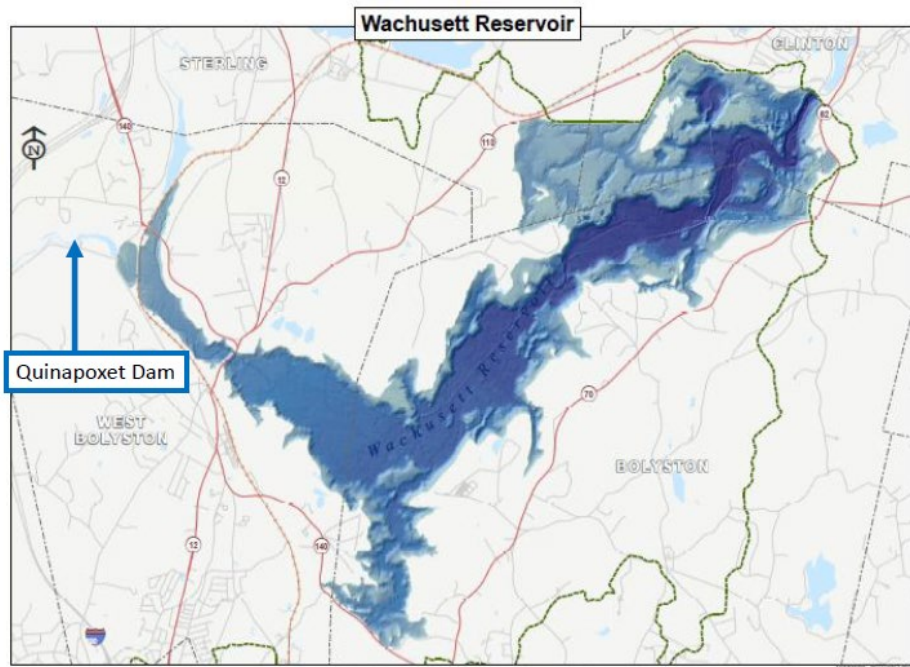 Wachusett Reservoir
CLINTON
STERLING
140
62
110
N
12
Quinapoxet Dam
Wachusett Reservoir
70
WEST
BOLYSTON
BOLYSTON
12
140